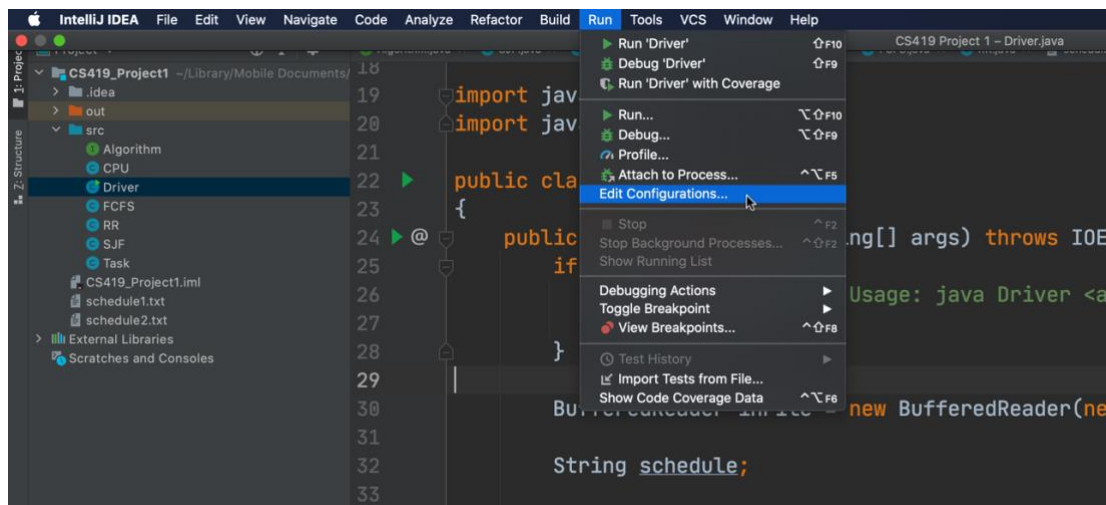 IntelliJ IDEA File Edit View Navigate Code Analyze Refactor Build Run Tools VCS Window Help
CS419 Project 1 – Driver.java
1: Project
Z: Structure
CS419_Project1 ~/Library/Mobile Documents/
.idea
out
src
Algorithm
CPU
Driver
FCFS
RR
SJF
Task
CS419_Project1.iml
schedule1.txt
schedule2.txt
External Libraries
Scratches and Consoles
18
19 import jav
20 import jav
21
22 public cla
23 {
24 @ public ng[] args) throws IOE
25 if
26 Usage: java Driver <a
27
28 }
29
30 BufferedReader inFile = new BufferedReader(ne
31
32 String schedule;
33
Run 'Driver' ⇧F10
Debug 'Driver' ⇧F9
Run 'Driver' with Coverage
Run... ⌥⇧F10
Debug... ⌥⇧F9
Profile...
Attach to Process... ^⌥F5
Edit Configurations...
Stop ^F2
Stop Background Processes... ^⇧F2
Show Running List
Debugging Actions
Toggle Breakpoint
View Breakpoints... ^⇧F8
Test History
Import Tests from File...
Show Code Coverage Data ^⌥F6